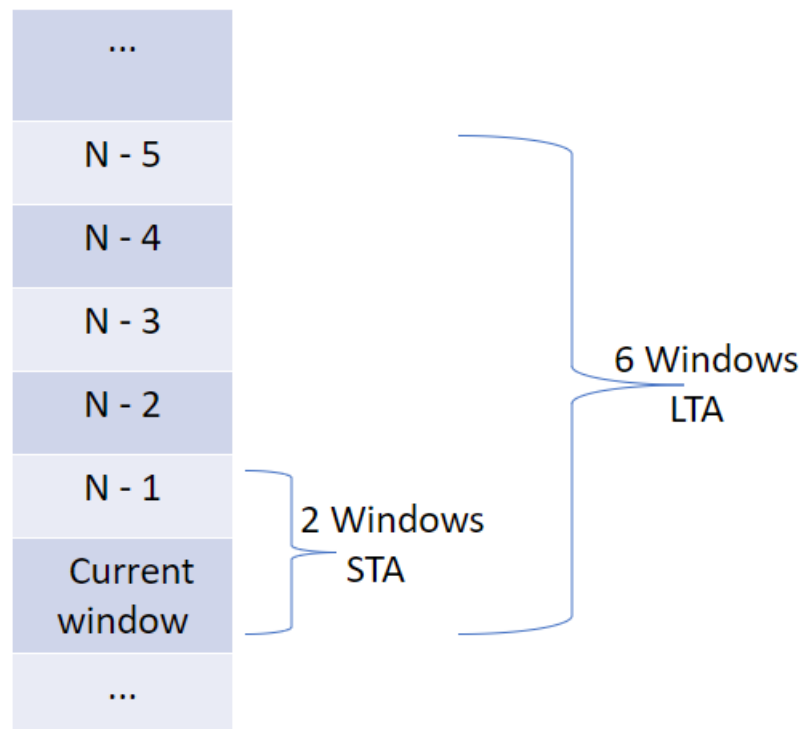 ...
N - 5
N - 4
N - 3
N - 2
N - 1
Current
window
...
2 Windows
STA
6 Windows
LTA